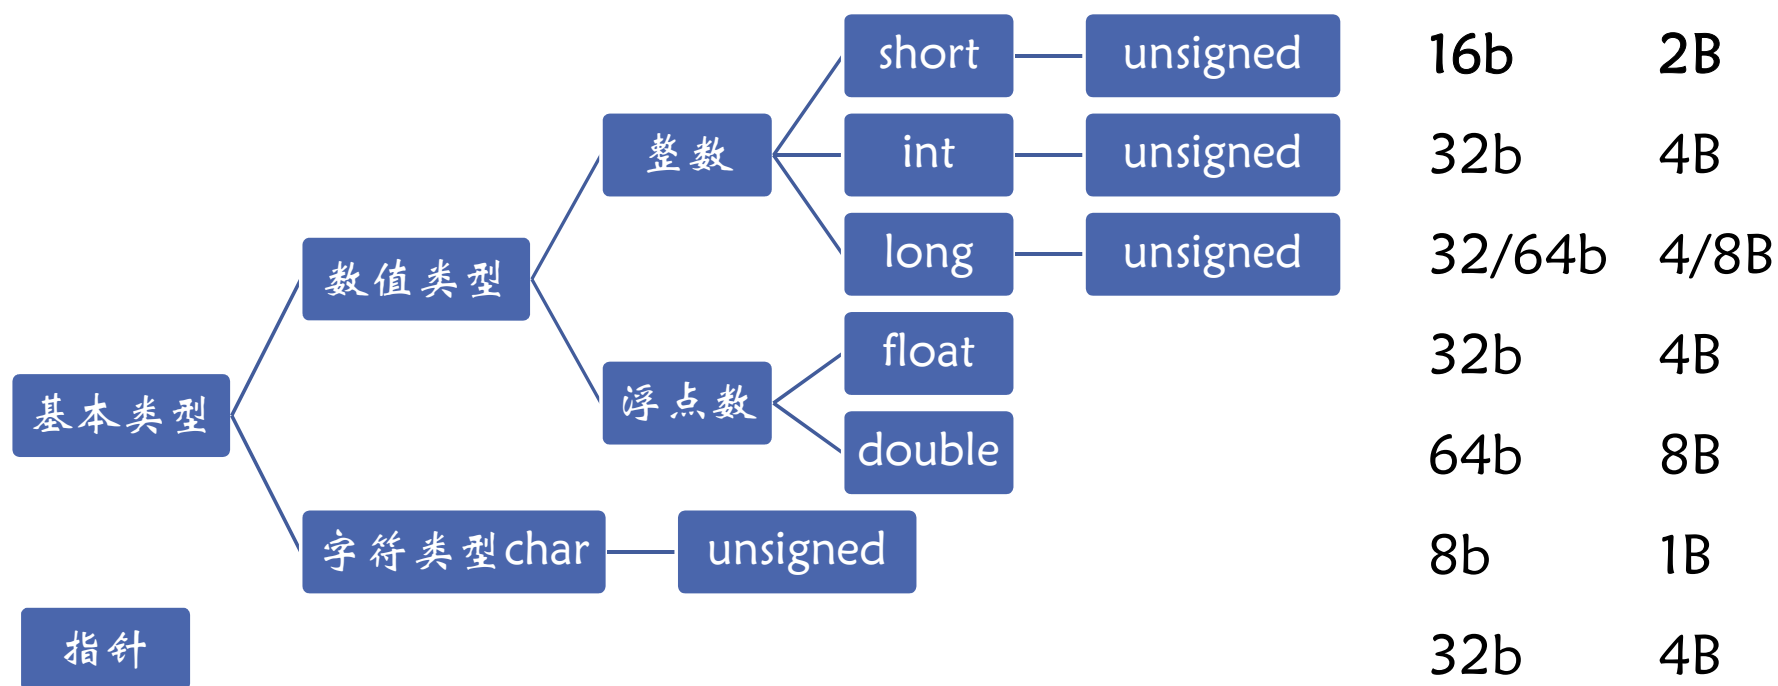 short unsigned 16b 2B
整数 int unsigned 32b 4B
long unsigned 32/64b 4/8B
数值类型
float 32b 4B
基本类型 浮点数
double 64b 8B
字符类型char unsigned 8b 1B
指针 32b 4B